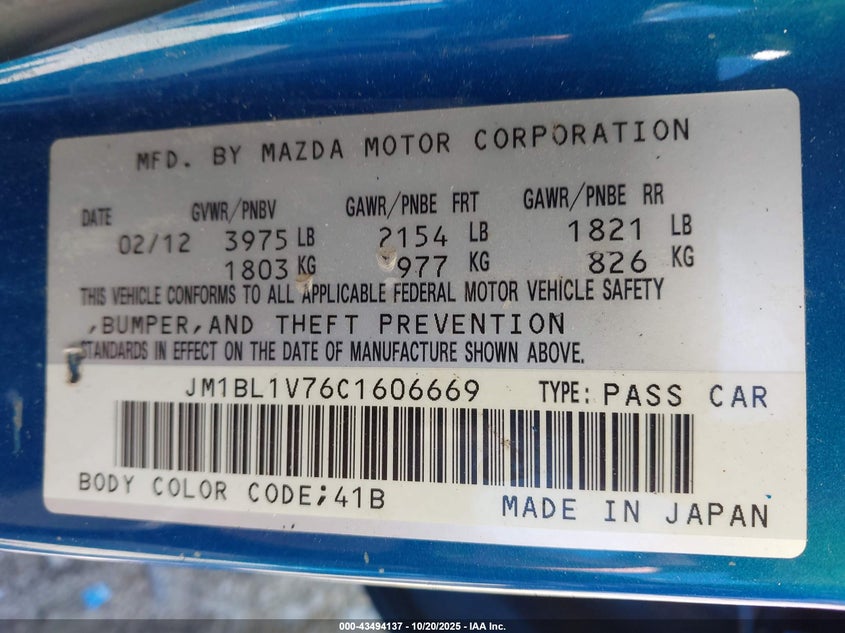 MFD. BY MAZDA MOTOR CORPORATION
DATE GVWR/PNBV GAWR/PNBE FRT GAWR/PNBE RR
02/12 3975 LB 2154 LB 1821 LB
1803 KG 977 KG 826 KG
THIS VEHICLE CONFORMS TO ALL APPLICABLE FEDERAL MOTOR VEHICLE SAFETY
,BUMPER,AND THEFT PREVENTION
STANDARDS IN EFFECT ON THE DATE OF MANUFACTURE SHOWN ABOVE.
JM1BL1V76C1606669 TYPE: PASS CAR
BODY COLOR CODE;41B MADE IN JAPAN
000-43494137 - 10/20/2025 - IAA Inc.